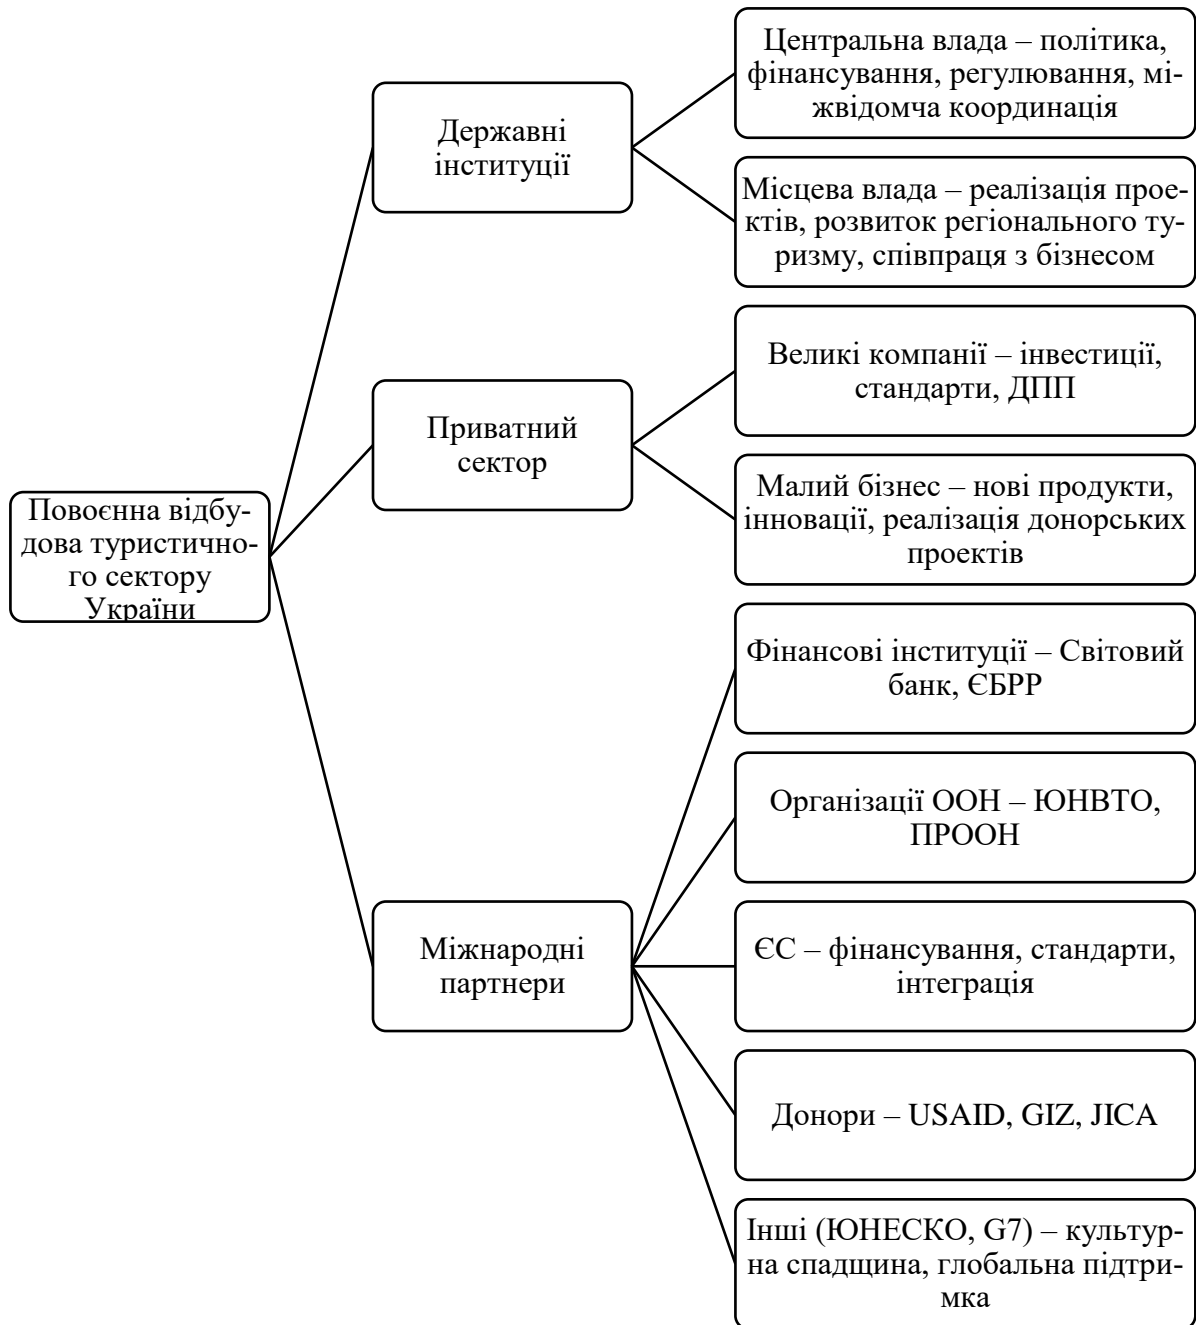 Повоєнна відбу-
дова туристично-
го сектору
України
Державні
інституції
Центральна влада – політика,
фінансування, регулювання, мі-
жвідомча координація
Місцева влада – реалізація прое-
ктів, розвиток регіонального ту-
ризму, співпраця з бізнесом
Приватний
сектор
Великі компанії – інвестиції,
стандарти, ДПП
Малий бізнес – нові продукти,
інновації, реалізація донорських
проектів
Міжнародні
партнери
Фінансові інституції – Світовий
банк, ЄБРР
Організації ООН – ЮНВТО,
ПРООН
ЄС – фінансування, стандарти,
інтеграція
Донори – USAID, GIZ, JICA
Інші (ЮНЕСКО, G7) – культур-
на спадщина, глобальна підтри-
мка